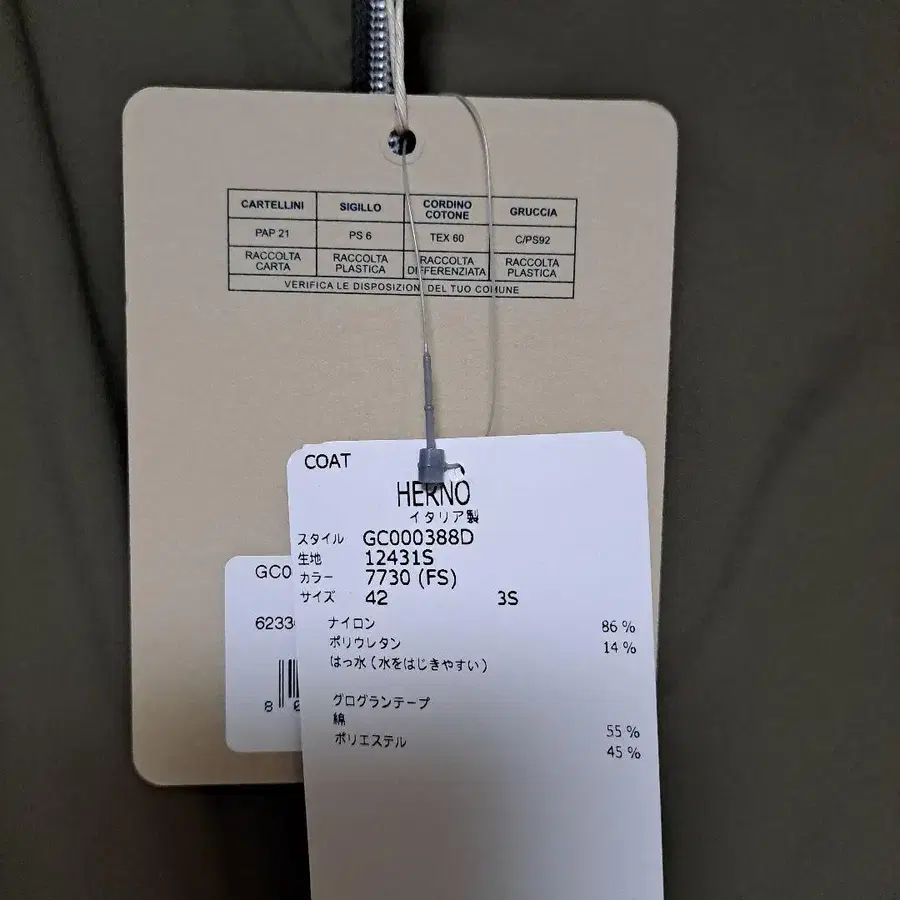 CARTELLINI SIGILLO CORDINO COTONE GRUCCIA
PAP 21 PS 6 TEX 60 C/PS92
RACCOLTA CARTA RACCOLTA PLASTICA RACCOLTA DIFFERENZIATA RACCOLTA PLASTICA
VERIFICA LE DISPOSIZIONI DEL TUO COMUNE
COAT
HERNO
イタリア製
スタイル GC000388D
生地 12431S
カラー 7730 (FS)
サイズ 42 3S
ナイロン 86 %
ポリウレタン 14 %
はっ水 (水をはじきやすい)
グログランテープ
綿 55 %
ポリエステル 45 %
GC0
6233
8